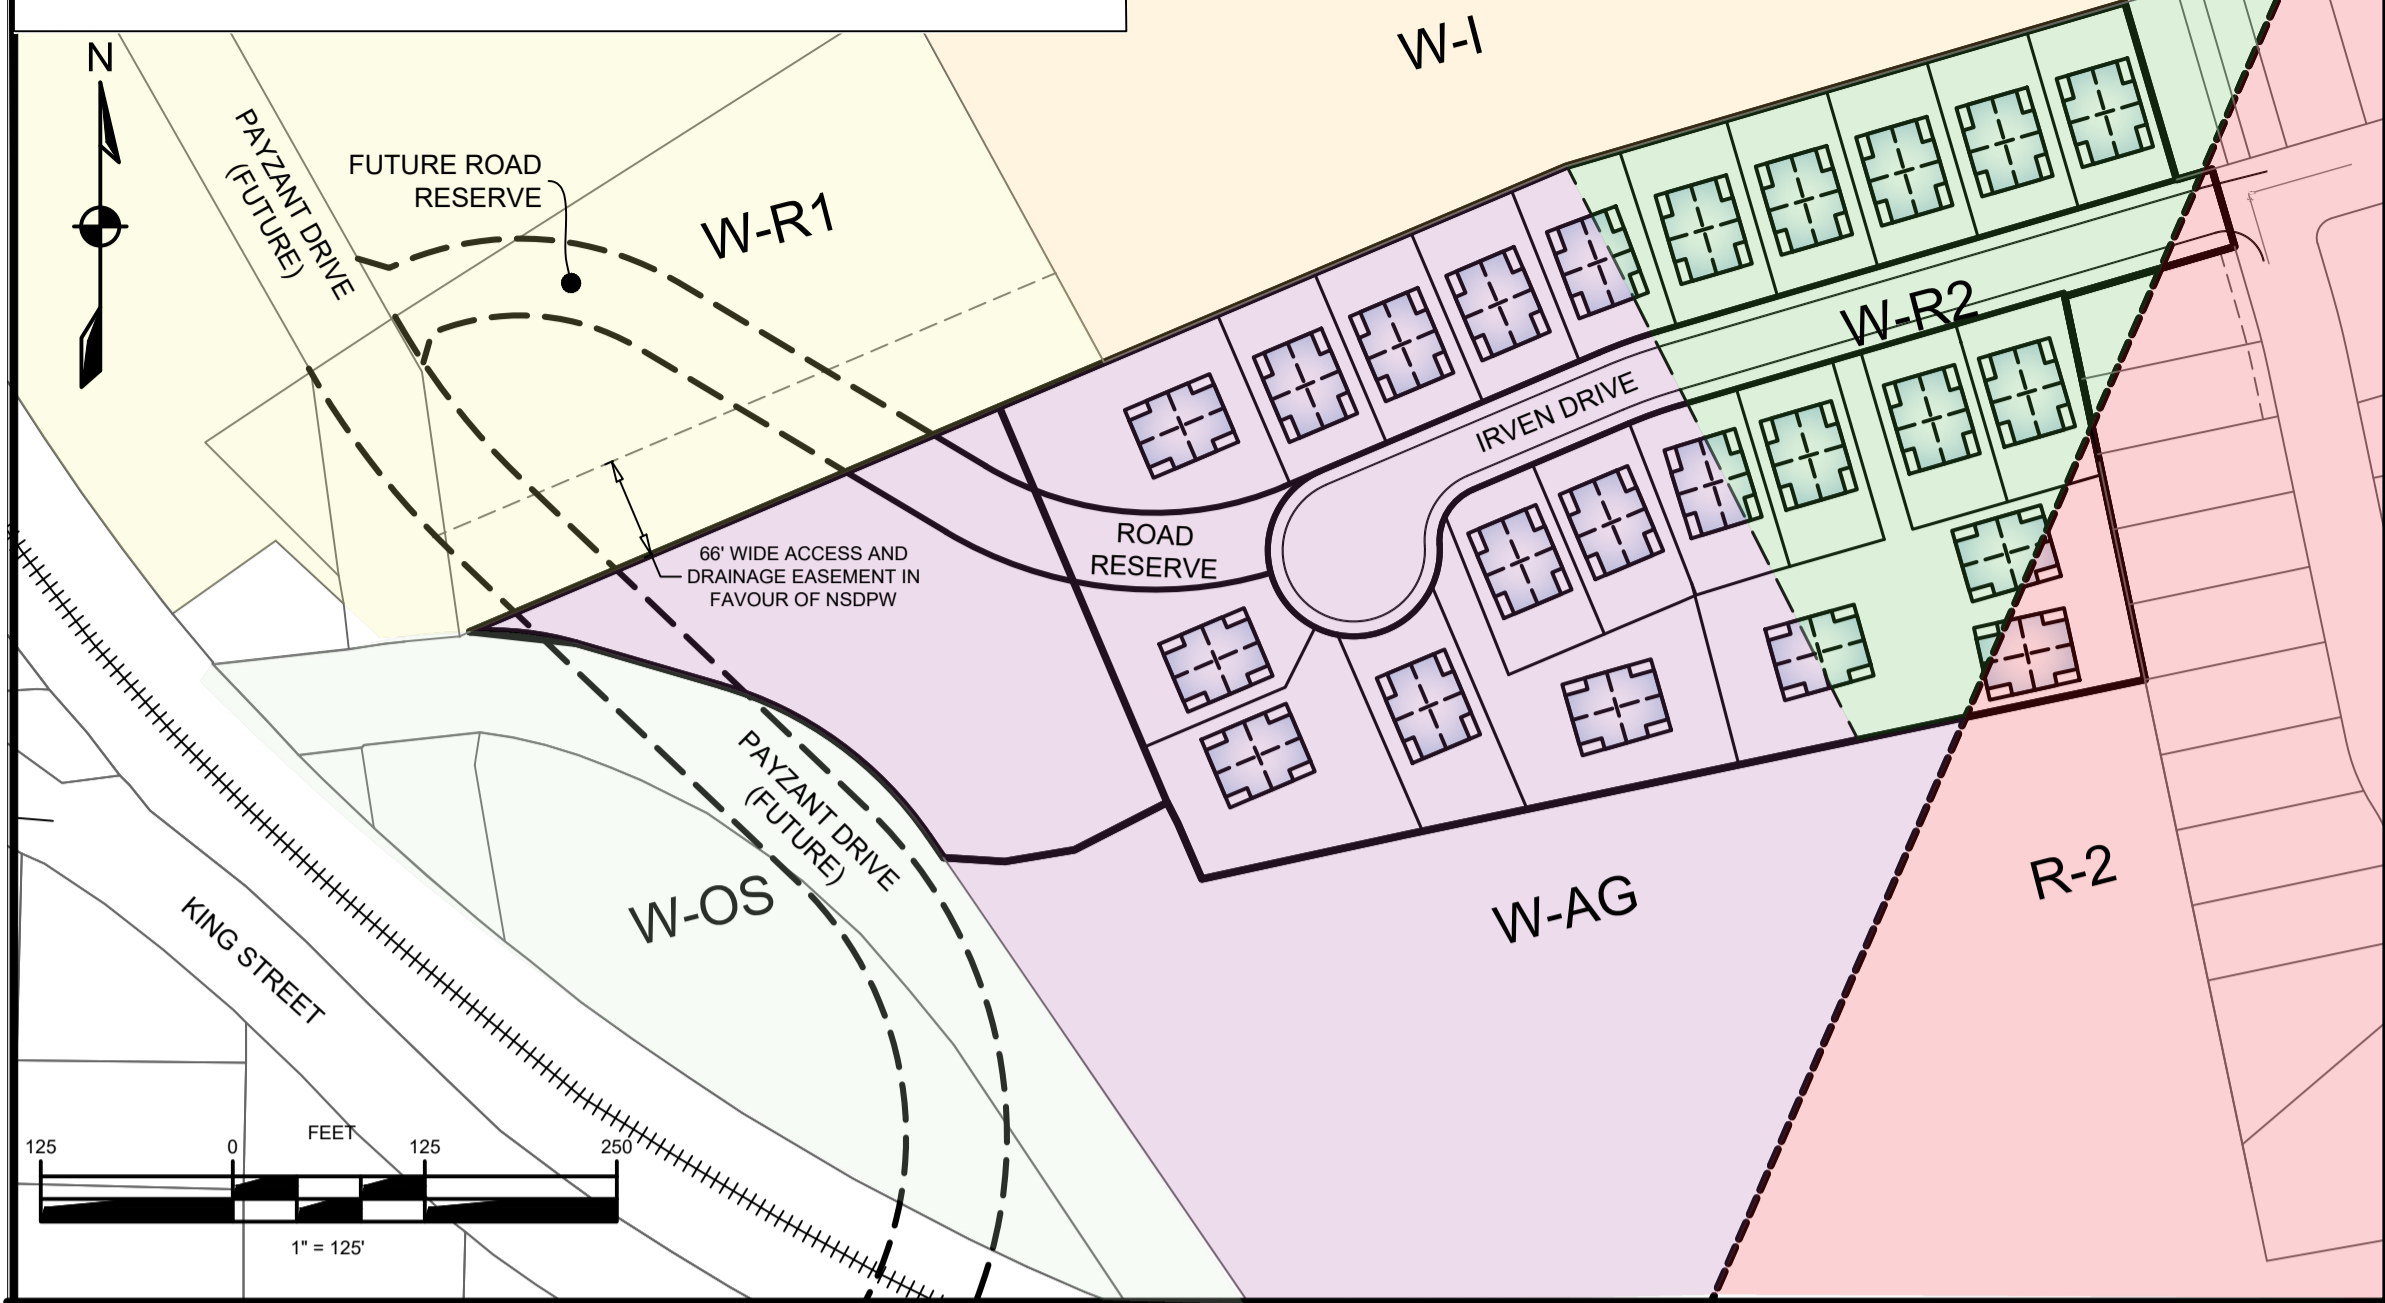 W-I
N
PAYZANT DRIVE
(FUTURE)
FUTURE ROAD
RESERVE
W-R1
W-R2
IRVEN DRIVE
ROAD
RESERVE
66' WIDE ACCESS AND
DRAINAGE EASEMENT IN
FAVOUR OF NSDPW
PAYZANT DRIVE
(FUTURE)
W-OS
W-AG
R-2
KING STREET
FEET
125 0 125 250
1" = 125'